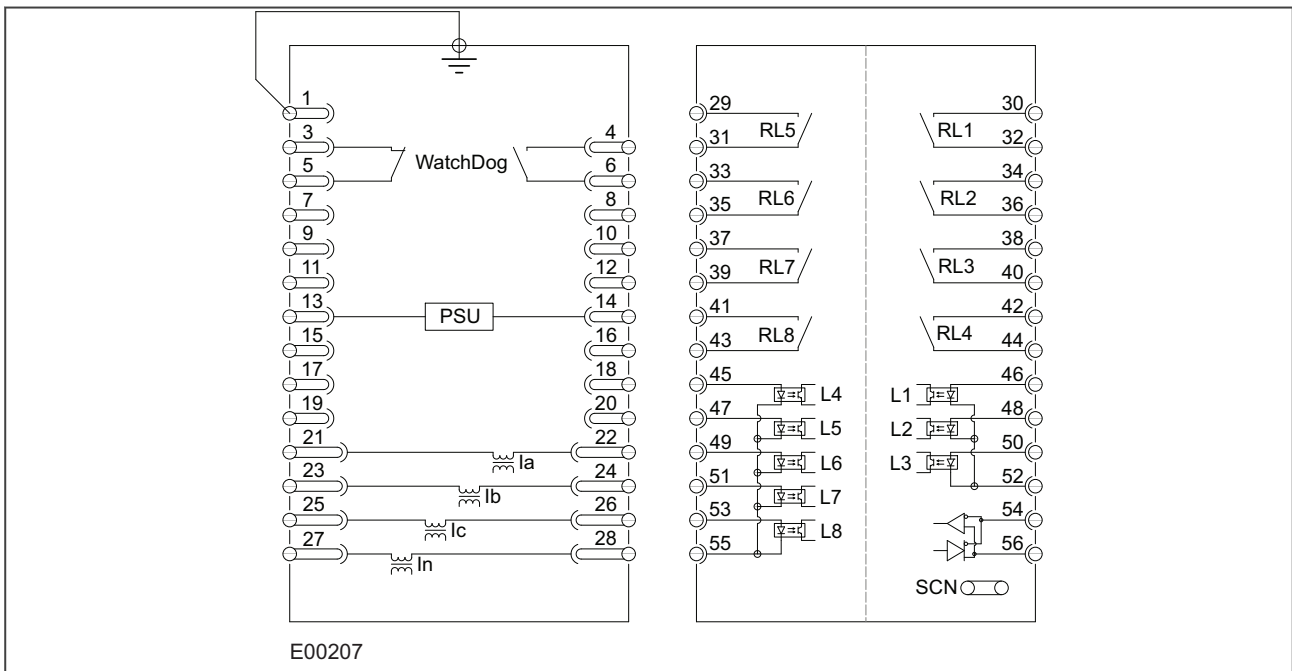 1
3 4
WatchDog
5 6
7 8
9 10
11 12
13 PSU 14
15 16
17 18
19 20
21 22
Ia
23 24
Ib
25 26
Ic
27 28
In
29 30
RL5 RL1
31 32
33 34
RL6 RL2
35 36
37 38
RL7 RL3
39 40
41 42
RL8 RL4
43 44
45 46
L4 L1
47 48
L5 L2
49 50
L6 L3
51 52
L7
53 54
L8
55 56
SCN
E00207